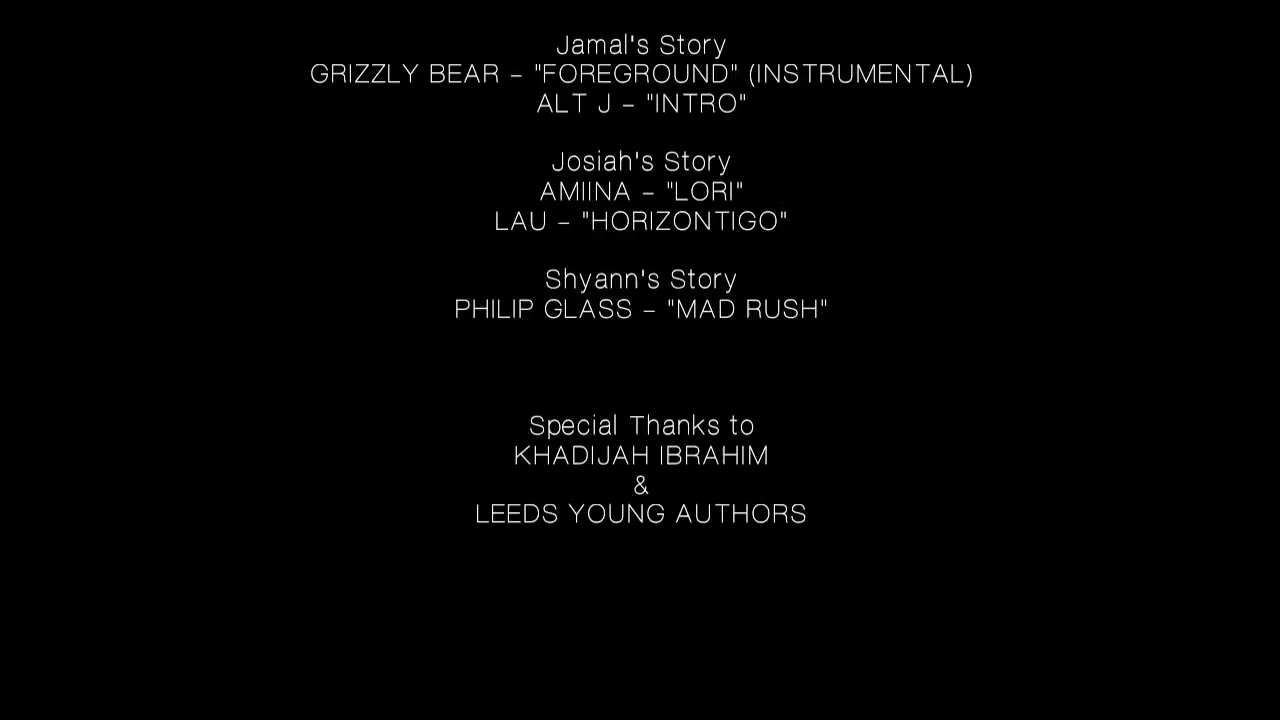 Jamal's Story
GRIZZLY BEAR – "FOREGROUND" (INSTRUMENTAL)
ALT J – "INTRO"
Josiah's Story
AMIINA – "LORI"
LAU – "HORIZONTIGO"
Shyann's Story
PHILIP GLASS – "MAD RUSH"
Special Thanks to
KHADIJAH IBRAHIM
&
LEEDS YOUNG AUTHORS